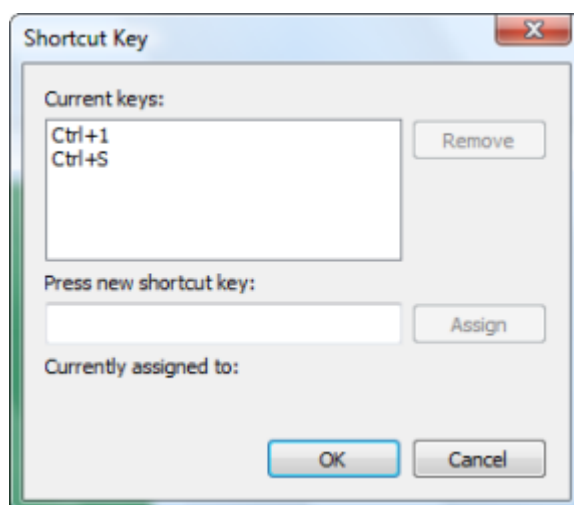 Shortcut Key
Current keys:
Ctrl+1
Ctrl+S
Remove
Press new shortcut key:
Assign
Currently assigned to:
OK
Cancel